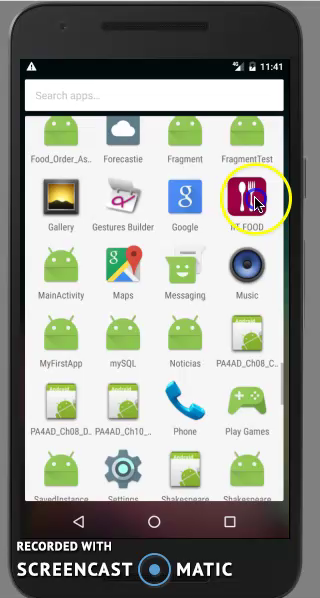 11:41
Search apps...
Food_Order_As.. Forecastie Fragment FragmentTest
Gallery Gestures Builder Google FOOD
MainActivity Maps Messaging Music
MyFirstApp mySQL Noticias PA4AD_Ch08_C..
PA4AD_Ch08_D.. PA4AD_Ch10_.. Phone Play Games
SavedInstance Settings Shakespeare Shakespeare
RECORDED WITH
SCREENCAST MATIC